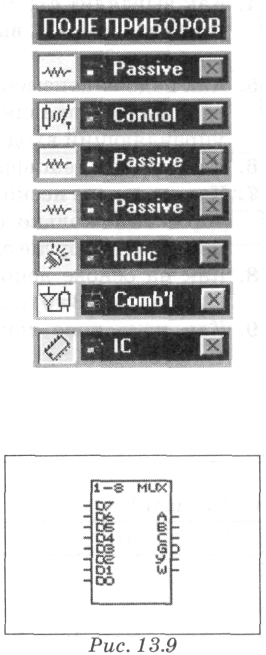 ПОЛЕ ПРИБОРОВ
Passive
Control
Passive
Passive
Indic
Comb'l
IC
1-8 MUX
D7
D6 A
D5 B
D4 C
D3 G
D2 Y
D1 W
D0
Рис. 13.9